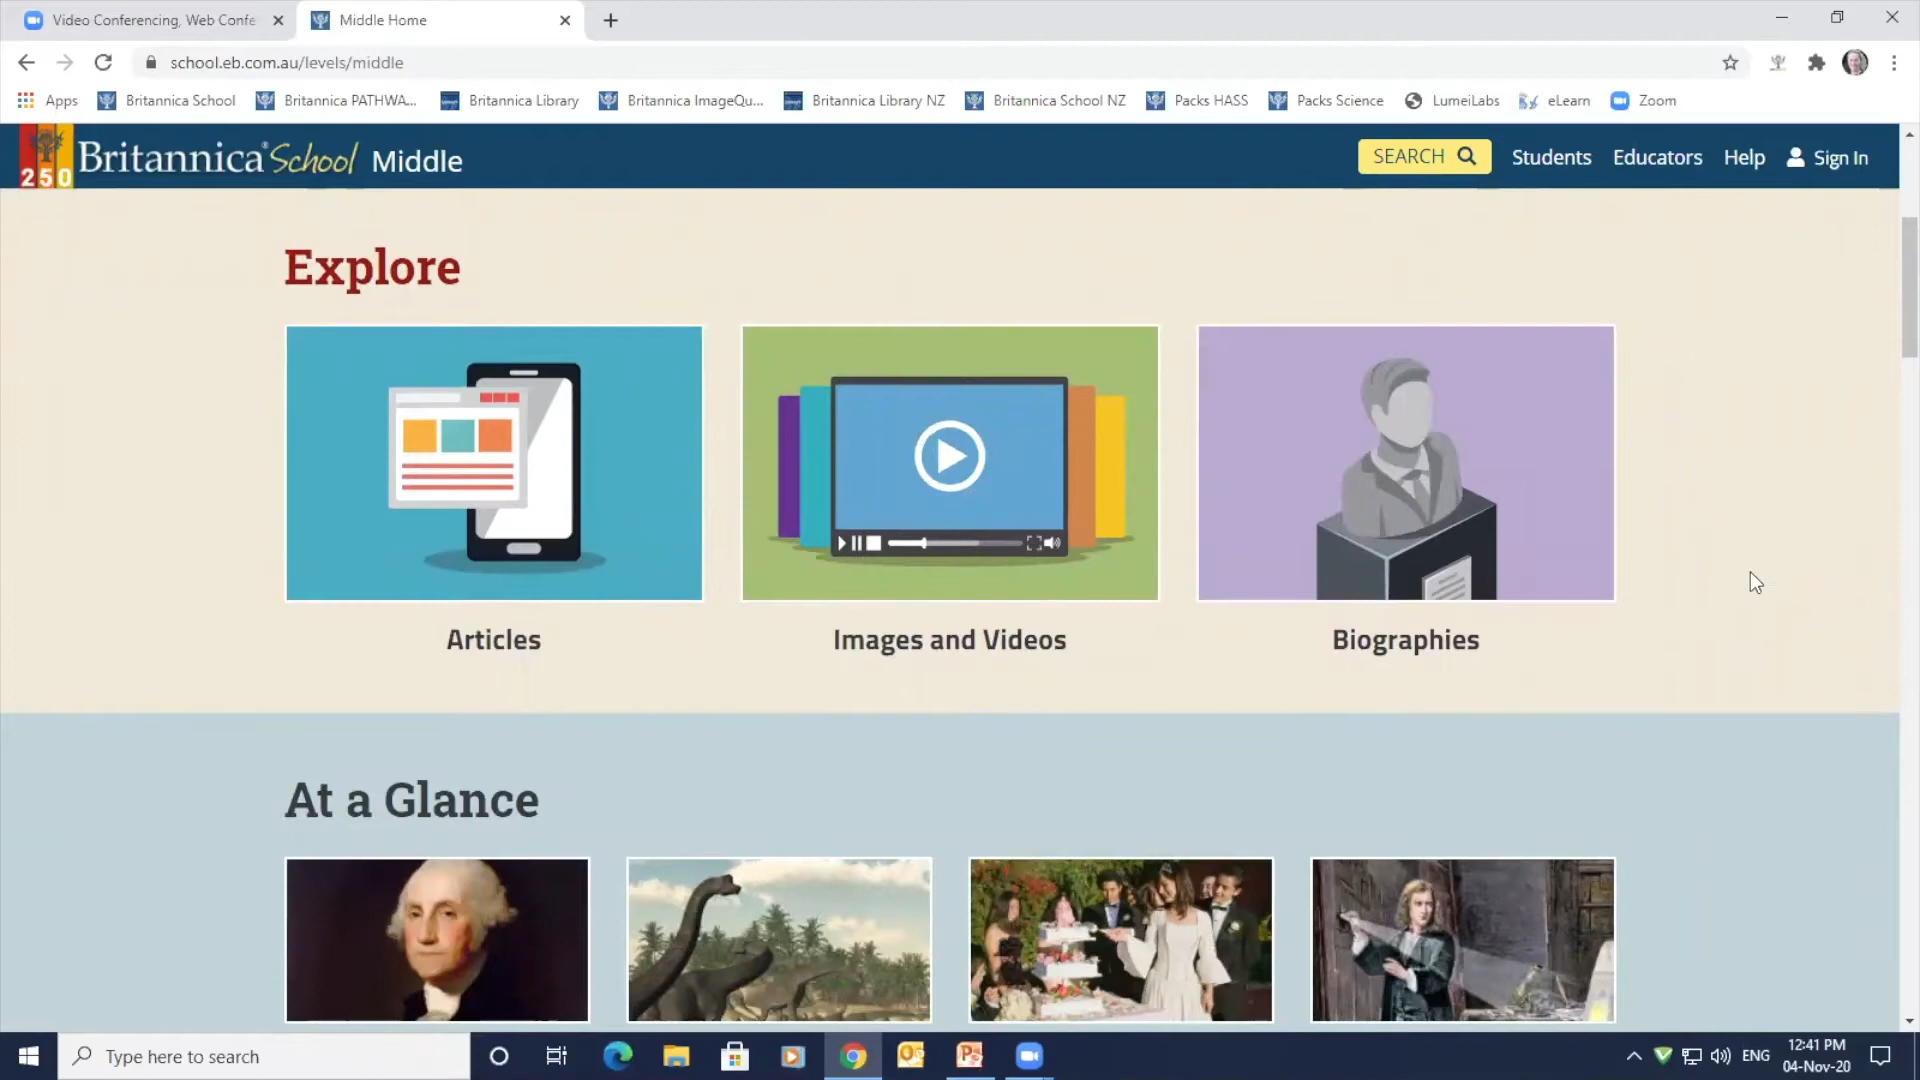 Video Conferencing, Web Confe
Middle Home
school.eb.com.au/levels/middle
Apps
Britannica School
Britannica PATHWA...
Britannica Library
Britannica ImageQu...
Britannica Library NZ
Britannica School NZ
Packs HASS
Packs Science
LumeiLabs
eLearn
Zoom
250
Britannica® School Middle
SEARCH
Students
Educators
Help
Sign In
Explore
Articles
Images and Videos
Biographies
At a Glance
Type here to search
ENG
12:41 PM
04-Nov-20